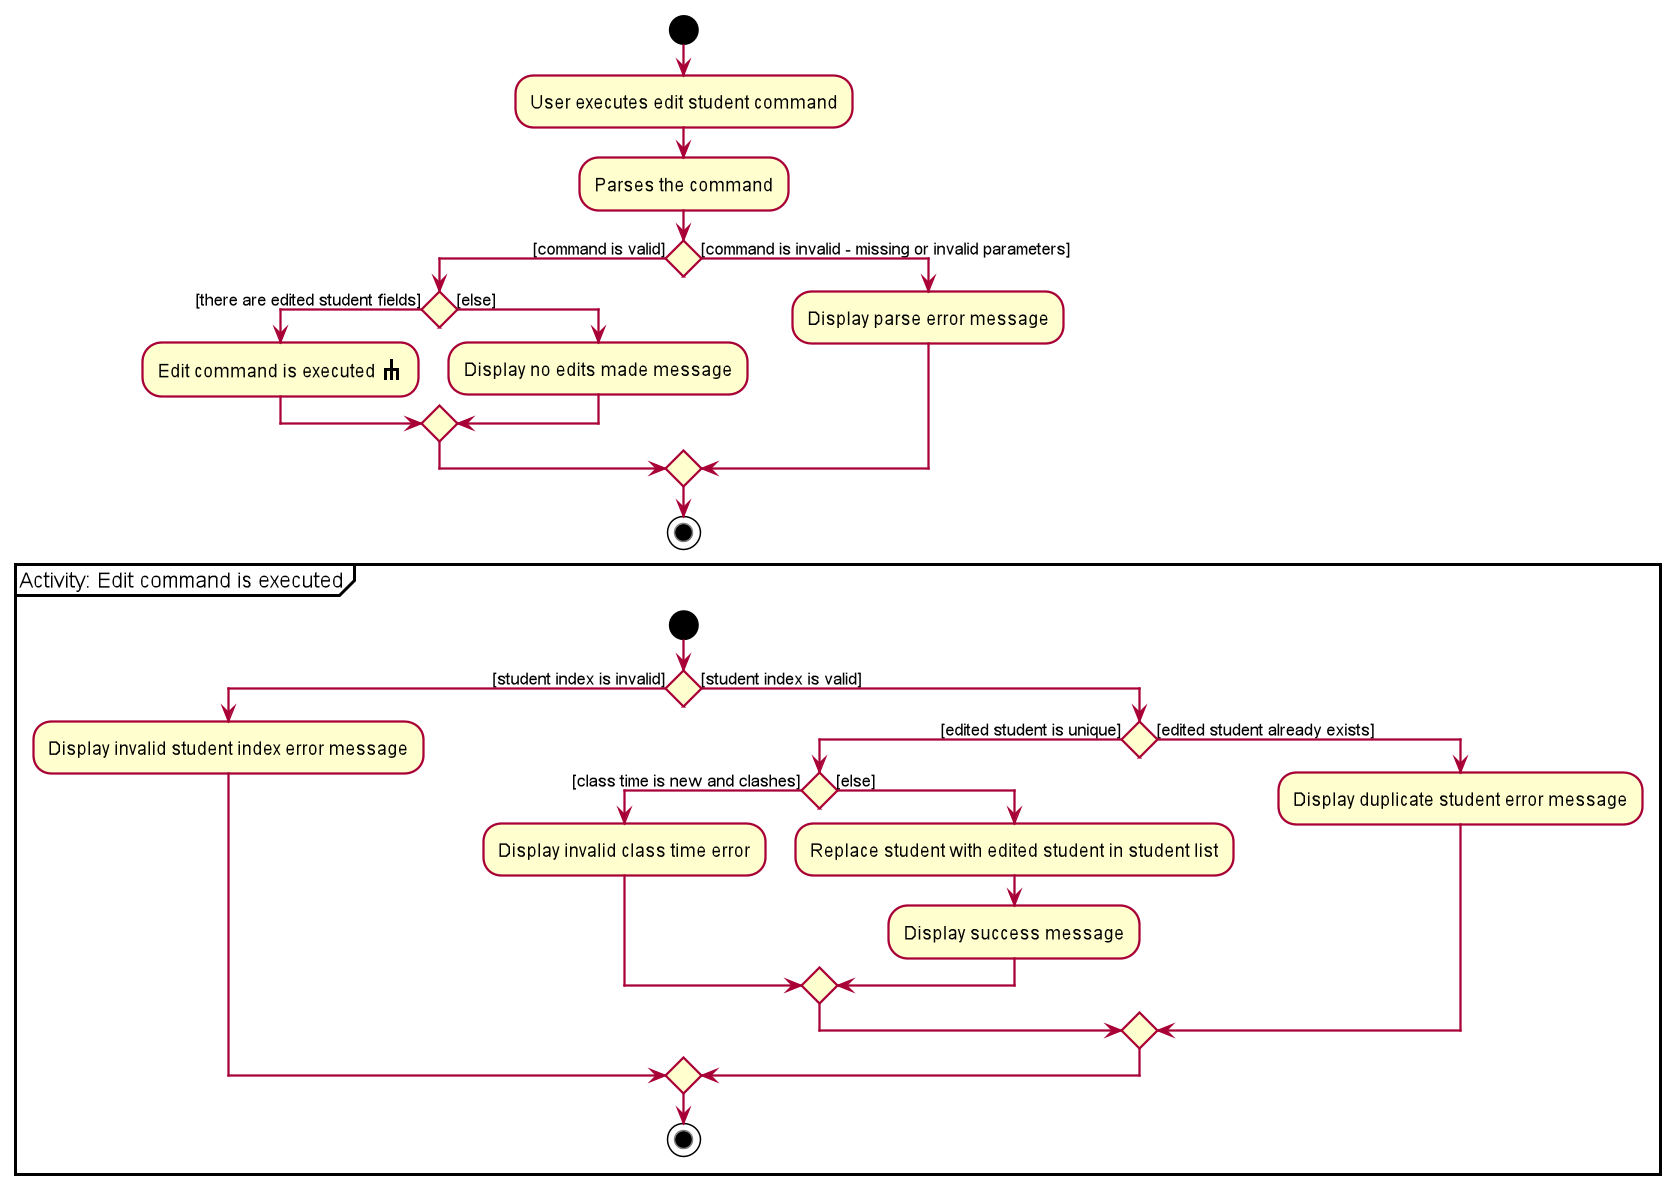 User executes edit student command
Parses the command
[command is valid]
[command is invalid - missing or invalid parameters]
[there are edited student fields]
[else]
Display parse error message
Edit command is executed
Display no edits made message
Activity: Edit command is executed
[student index is invalid]
[student index is valid]
Display invalid student index error message
[edited student is unique]
[edited student already exists]
[class time is new and clashes]
[else]
Display duplicate student error message
Display invalid class time error
Replace student with edited student in student list
Display success message